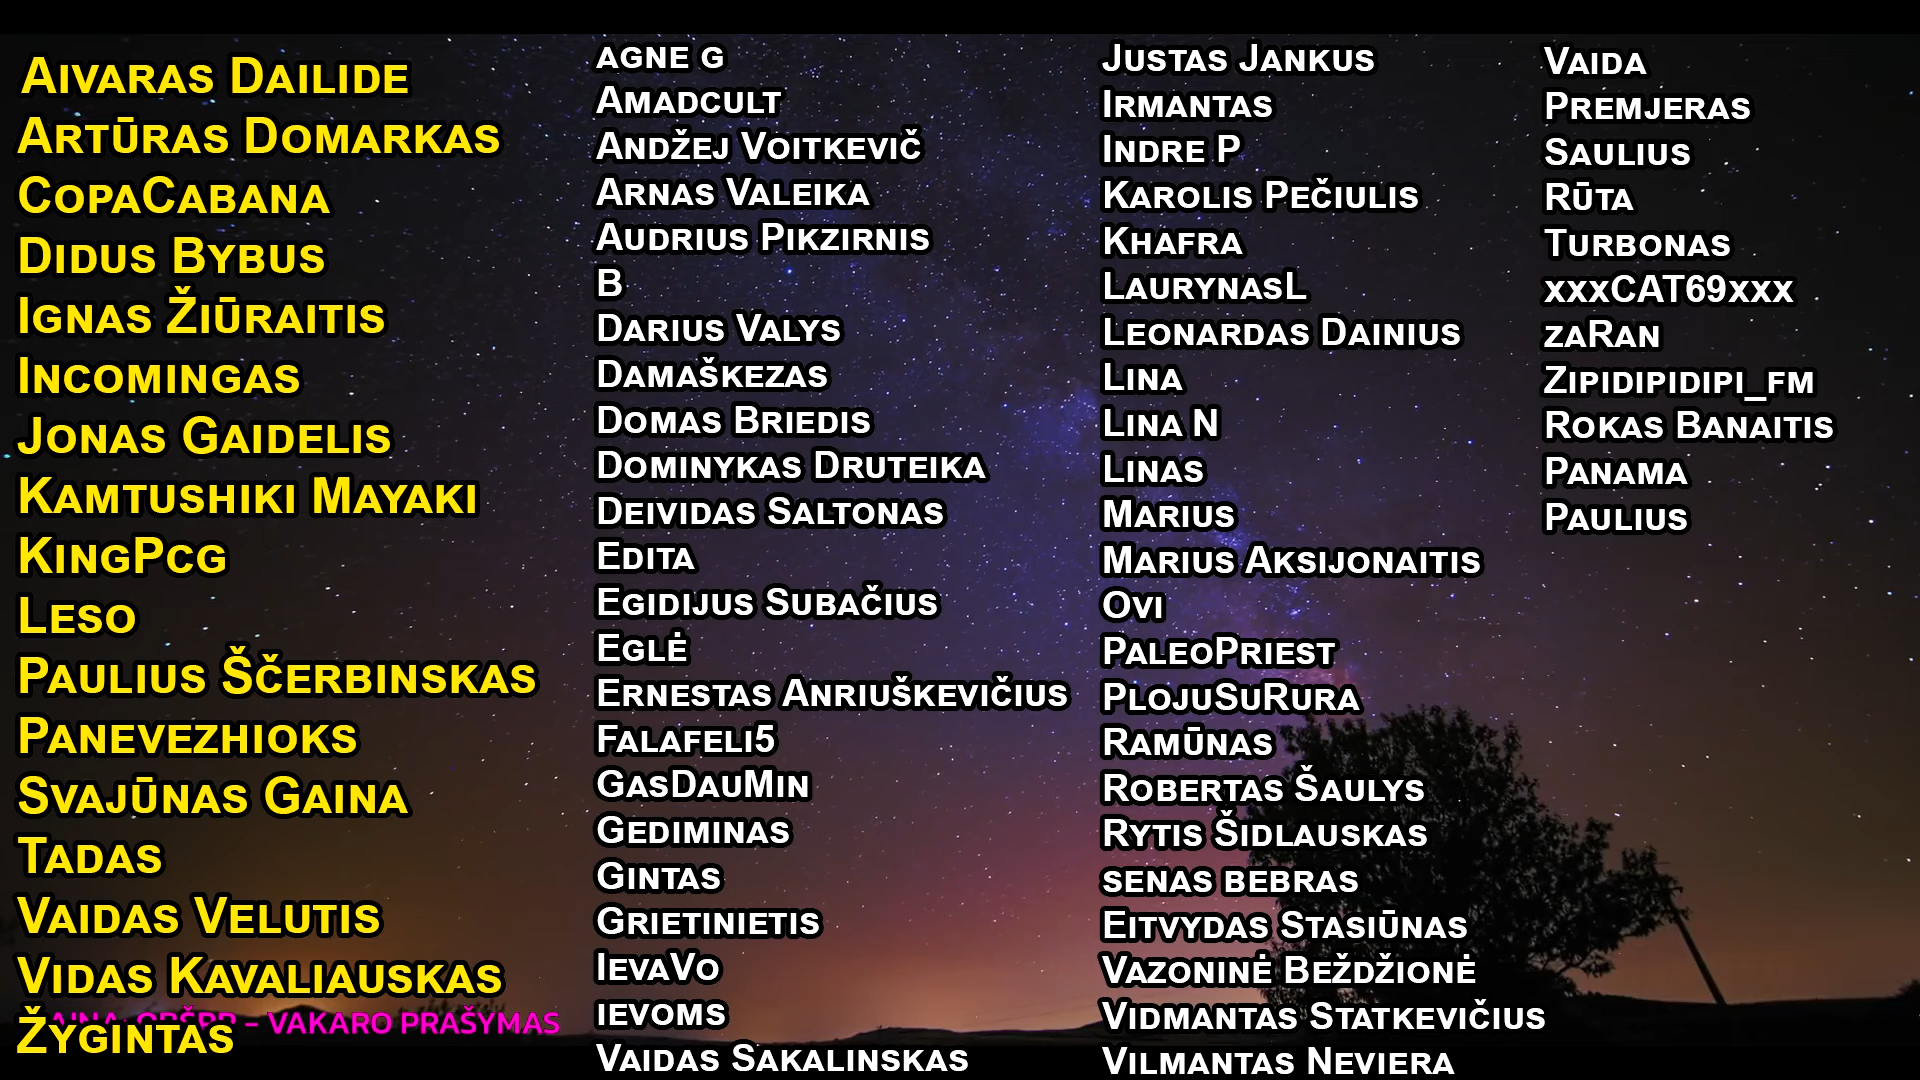 Aivaras Dailide
Artūras Domarkas
CopaCabana
Didus Bybus
Ignas Žiūraitis
Incomingas
Jonas Gaidelis
Kamtushiki Mayaki
KingPcg
Leso
Paulius Ščerbinskas
Panevezhioks
Svajūnas Gaina
Tadas
Vaidas Velutis
Vidas Kavaliauskas
– VAKARO PRAŠYMAS
Žygintas
agne g
Amadcult
Andžej Voitkevič
Arnas Valeika
Audrius Pikzirnis
B
Darius Valys
Damaškezas
Domas Briedis
Dominykas Druteika
Deividas Saltonas
Edita
Egidijus Subačius
Eglė
Ernestas Anriuškevičius
Falafeli5
GasDauMin
Gediminas
Gintas
Grietinietis
IevaVo
ievoms
Vaidas Sakalinskas
Justas Jankus
Irmantas
Indre P
Karolis Pečiulis
Khafra
LaurynasL
Leonardas Dainius
Lina
Lina N
Linas
Marius
Marius Aksijonaitis
Ovi
PaleoPriest
PlojuSuRura
Ramūnas
Robertas Šaulys
Rytis Šidlauskas
senas bebras
Eitvydas Stasiūnas
Vazoninė Beždžionė
Vidmantas Statkevičius
Vilmantas Neviera
Vaida
Premjeras
Saulius
Rūta
Turbonas
xxxCAT69xxx
zaRan
Zipidipidipi_fm
Rokas Banaitis
Panama
Paulius